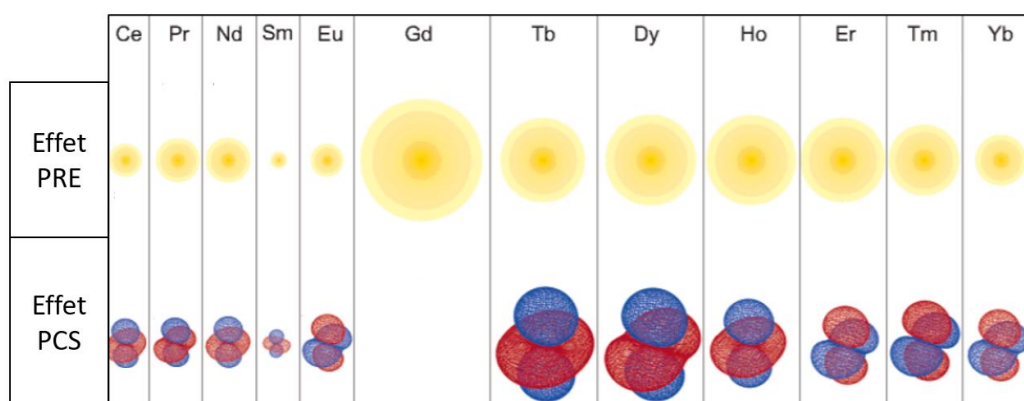 Ce Pr Nd Sm Eu Gd Tb Dy Ho Er Tm Yb
Effet
PRE
Effet
PCS